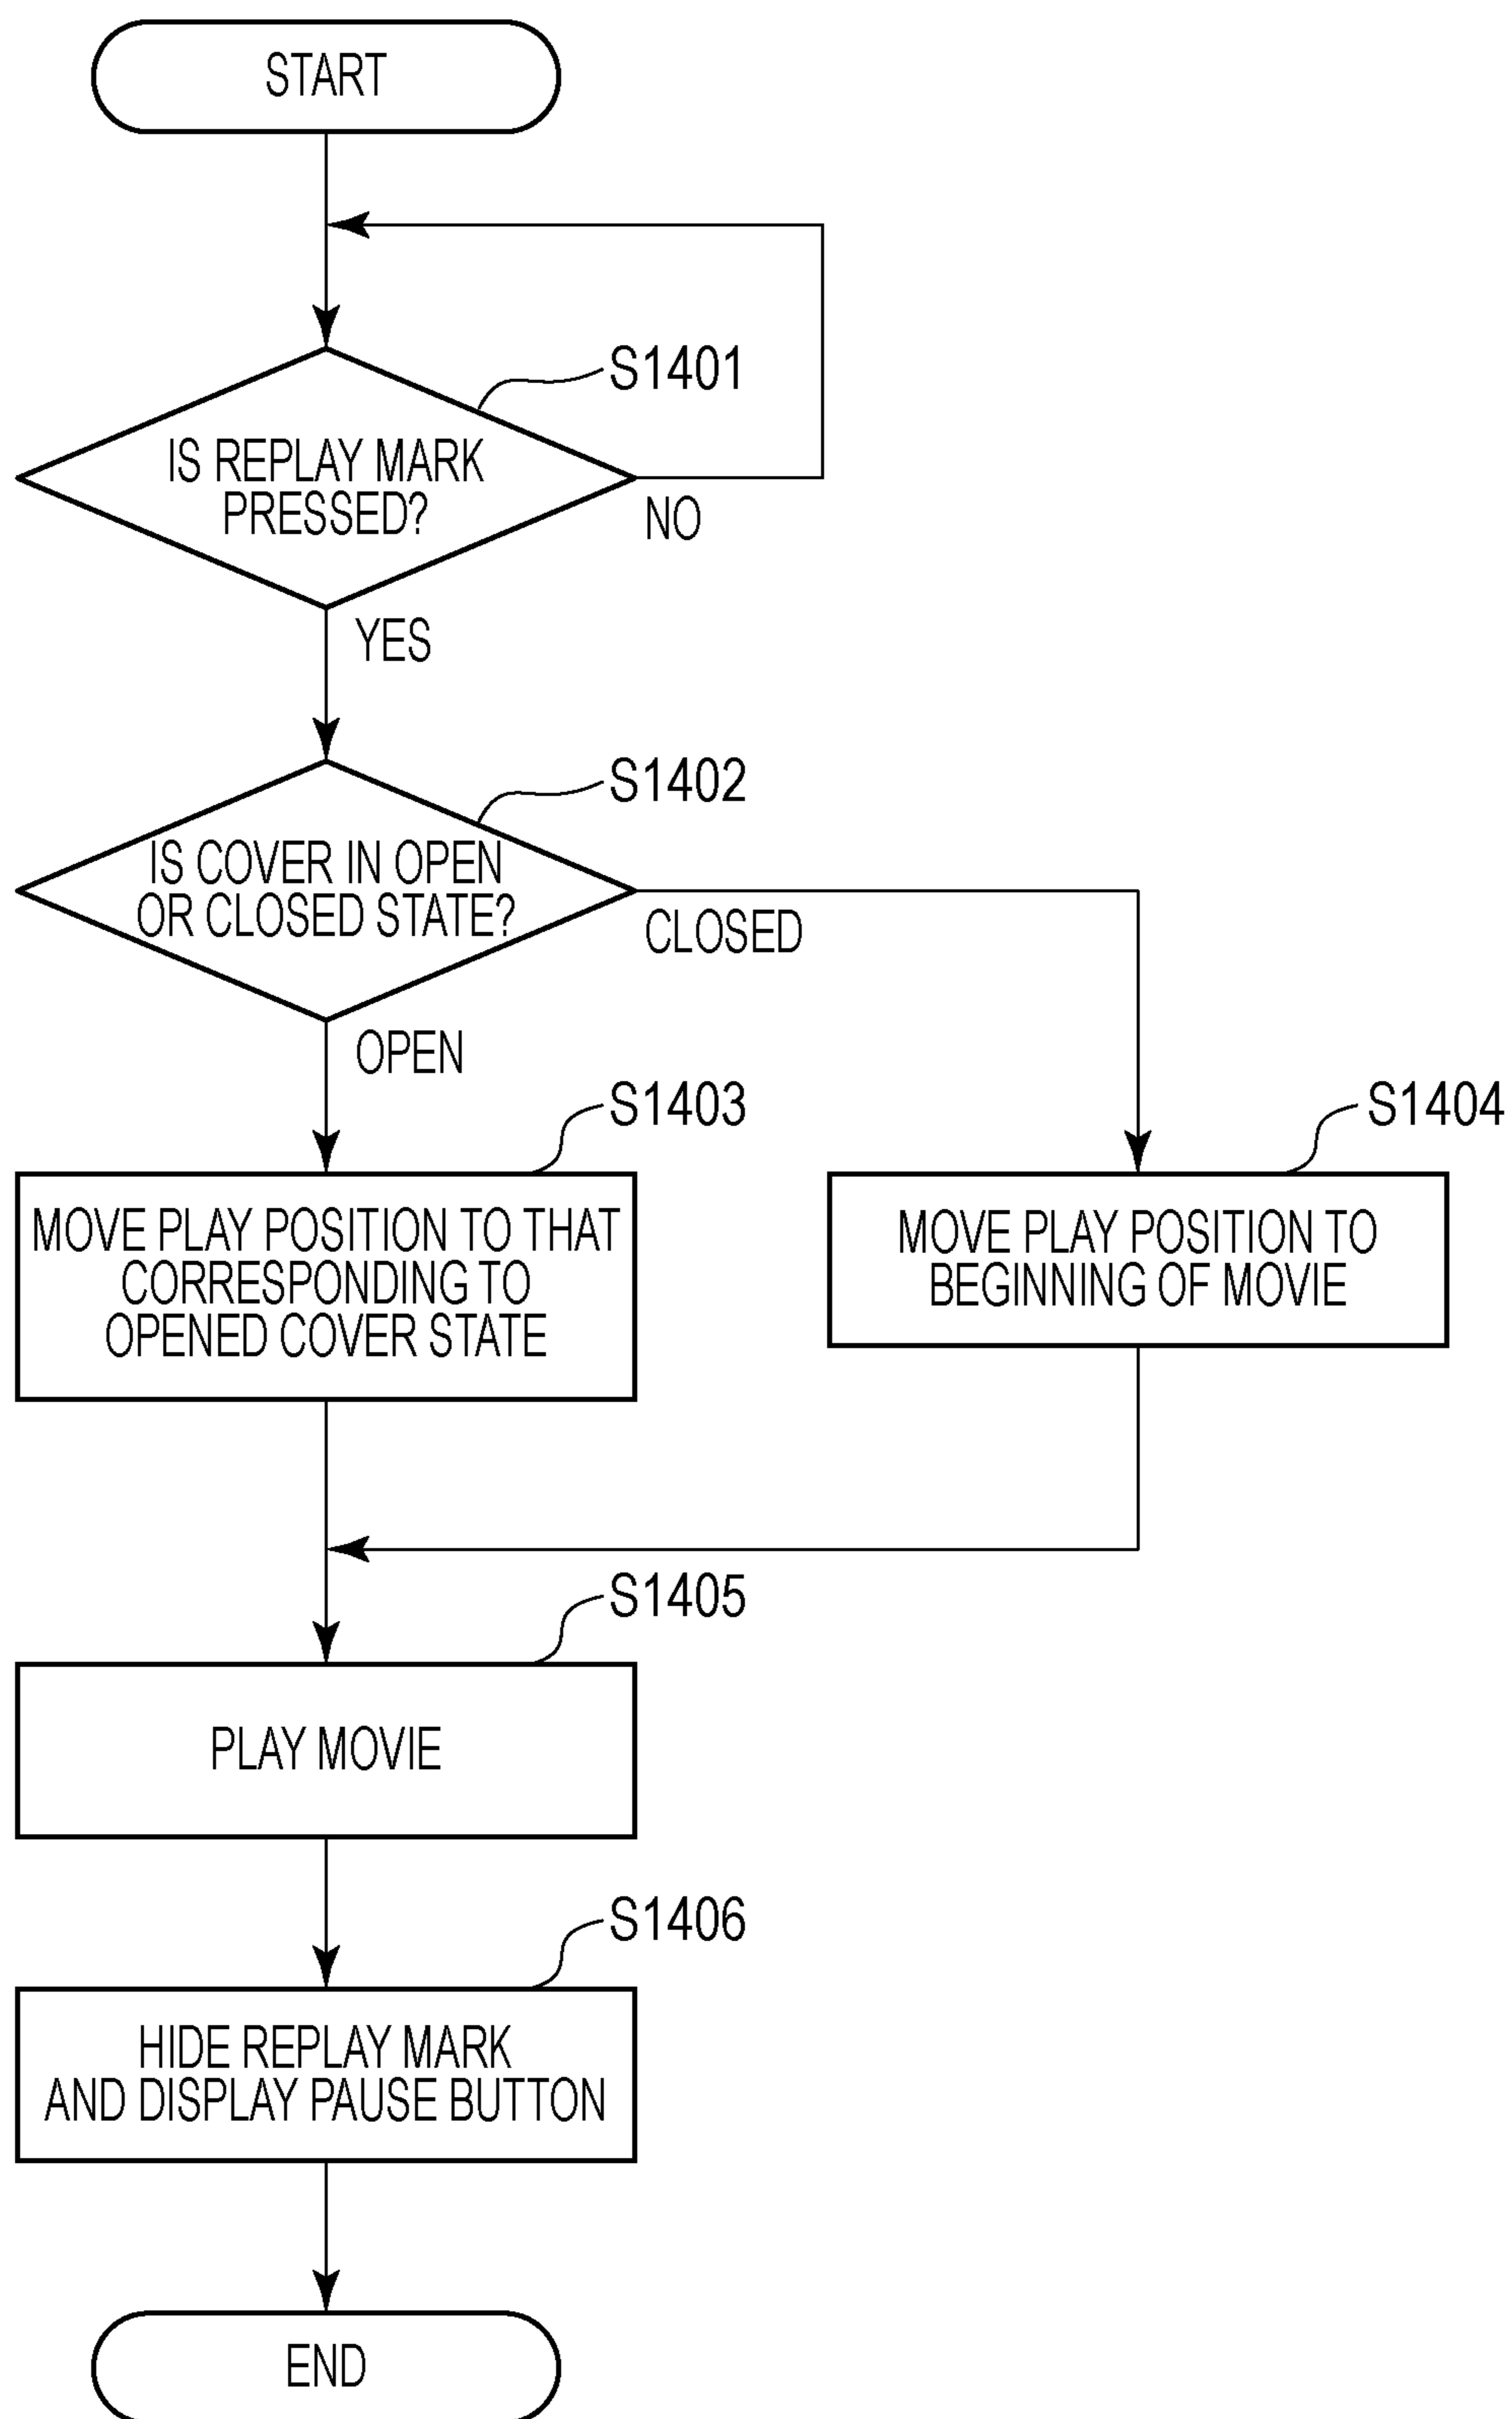 START
S1401
IS REPLAY MARK
PRESSED?
NO
YES
S1402
IS COVER IN OPEN
OR CLOSED STATE?
CLOSED
OPEN
S1403
S1404
MOVE PLAY POSITION TO THAT
CORRESPONDING TO
OPENED COVER STATE
MOVE PLAY POSITION TO
BEGINNING OF MOVIE
S1405
PLAY MOVIE
S1406
HIDE REPLAY MARK
AND DISPLAY PAUSE BUTTON
END